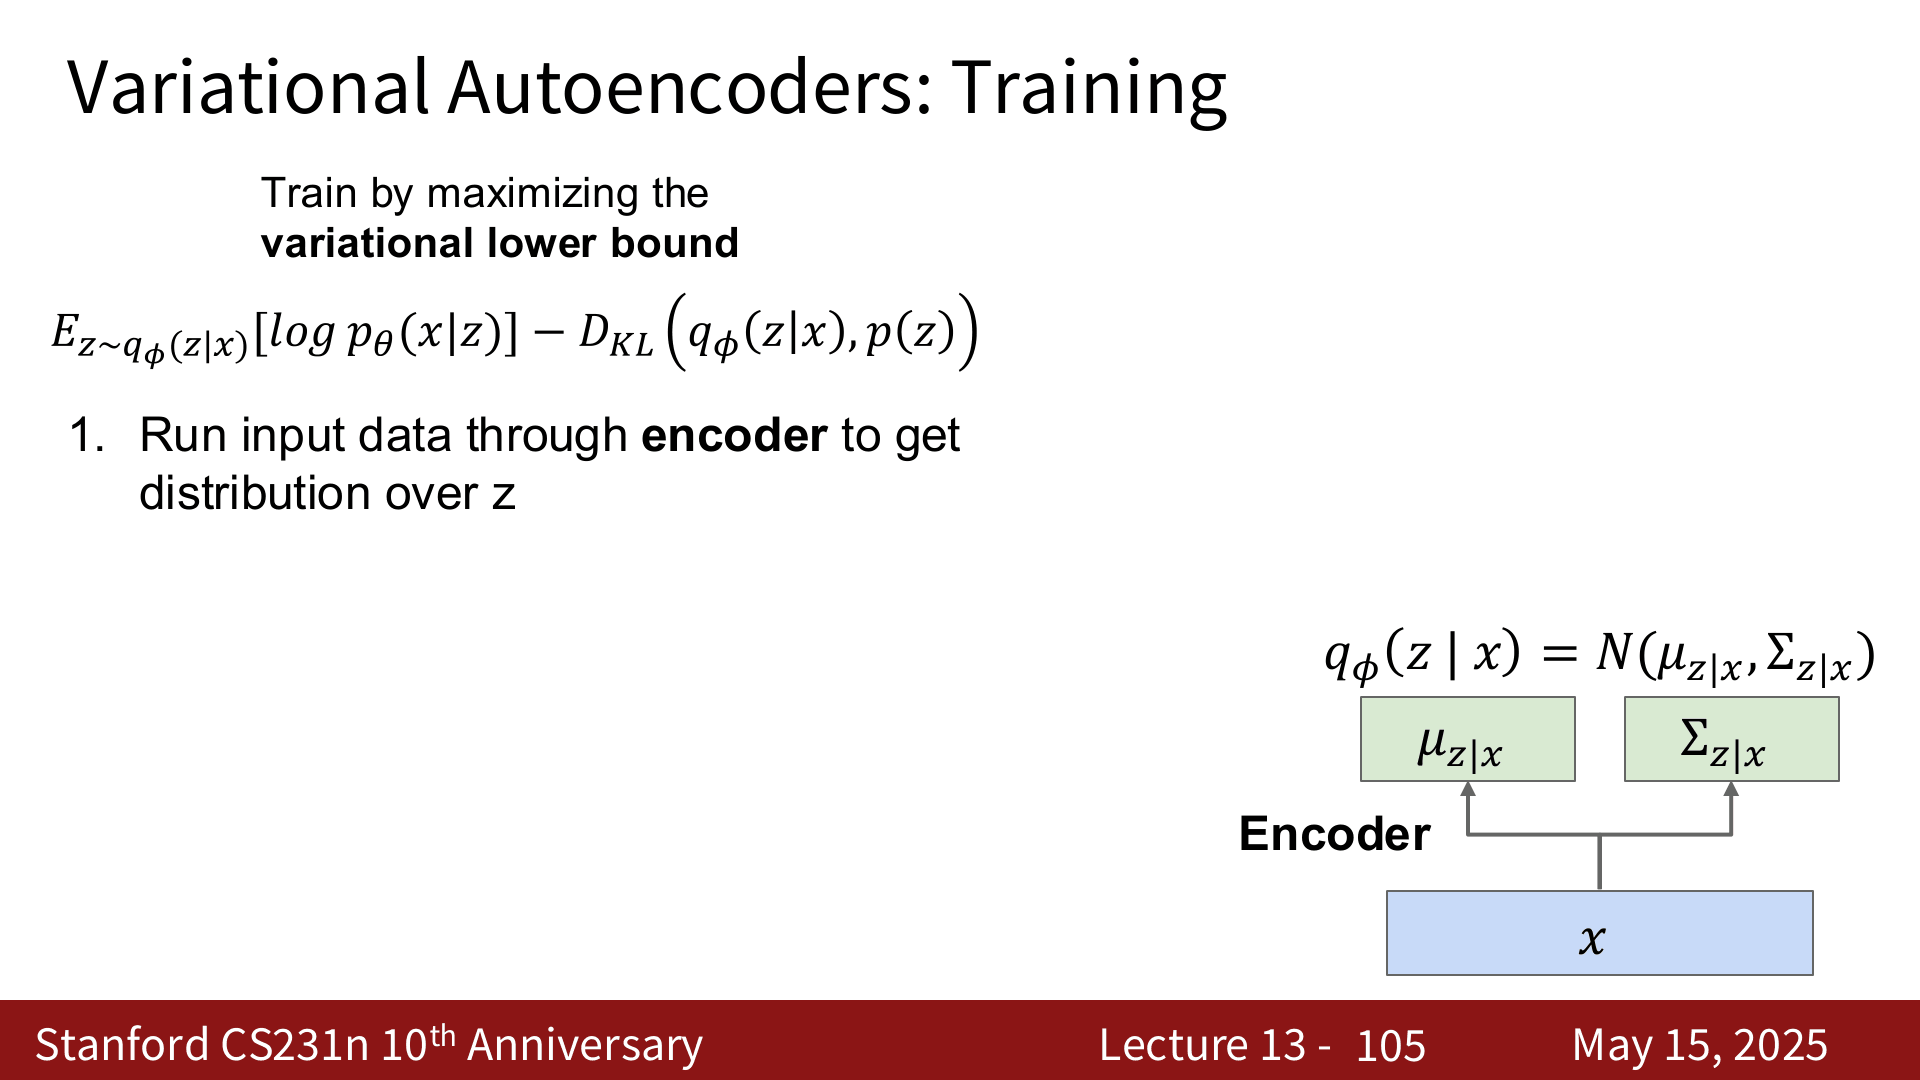 Variational Autoencoders: Training
Train by maximizing the
variational lower bound
E_{z~q_ϕ(z|x)}[log p_θ(x|z)] − D_{KL}(q_ϕ(z|x), p(z))
1. Run input data through encoder to get
distribution over z
q_ϕ(z | x) = N(μ_{z|x}, Σ_{z|x})
μ_{z|x} Σ_{z|x}
Encoder
x
Stanford CS231n 10th Anniversary Lecture 13 - 105 May 15, 2025